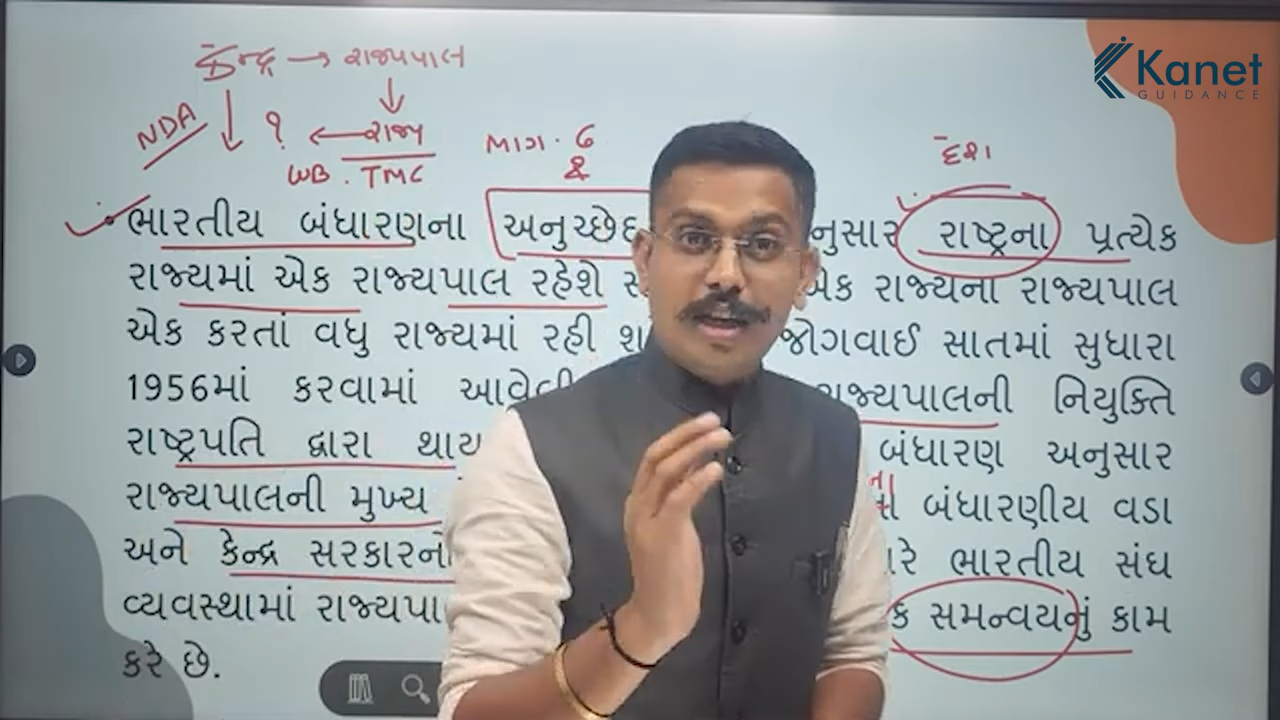 Kanet
GUIDANCE
કેન્દ્ર → રાજ્યપાલ
NDA ? ← રાજ્ય
WB. TMC
ભાગ. 6
&
દેશ
ભારતીય બંધારણના અનુચ્છેદ નુસાર રાષ્ટ્રના પ્રત્યેક
રાજ્યમાં એક રાજ્યપાલ રહેશે એક રાજ્યના રાજ્યપાલ
એક કરતાં વધુ રાજ્યમાં રહી જોગવાઈ સાતમાં સુધારા
1956માં કરવામાં આવેલી રાજ્યપાલની નિયુક્તિ
રાષ્ટ્રપતિ દ્વારા થાય બંધારણ અનુસાર
રાજ્યપાલની મુખ્ય ના બંધારણીય વડા
અને કેન્દ્ર સરકારનો રે ભારતીય સંઘ
વ્યવસ્થામાં રાજ્યપા ક સમન્વયનું કામ
કરે છે.